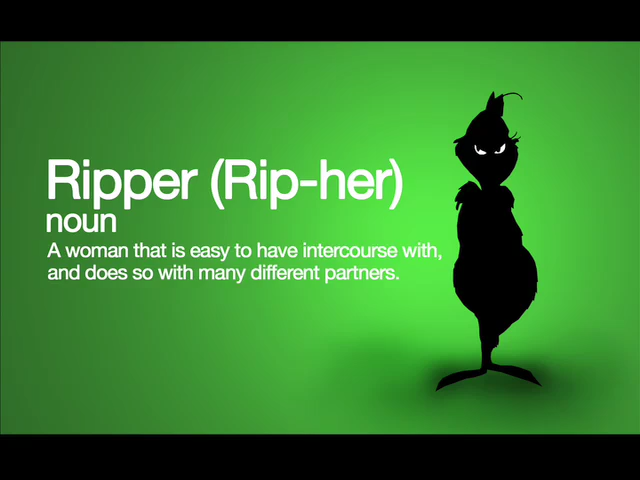 Ripper (Rip-her)
noun
A woman that is easy to have intercourse with,
and does so with many different partners.